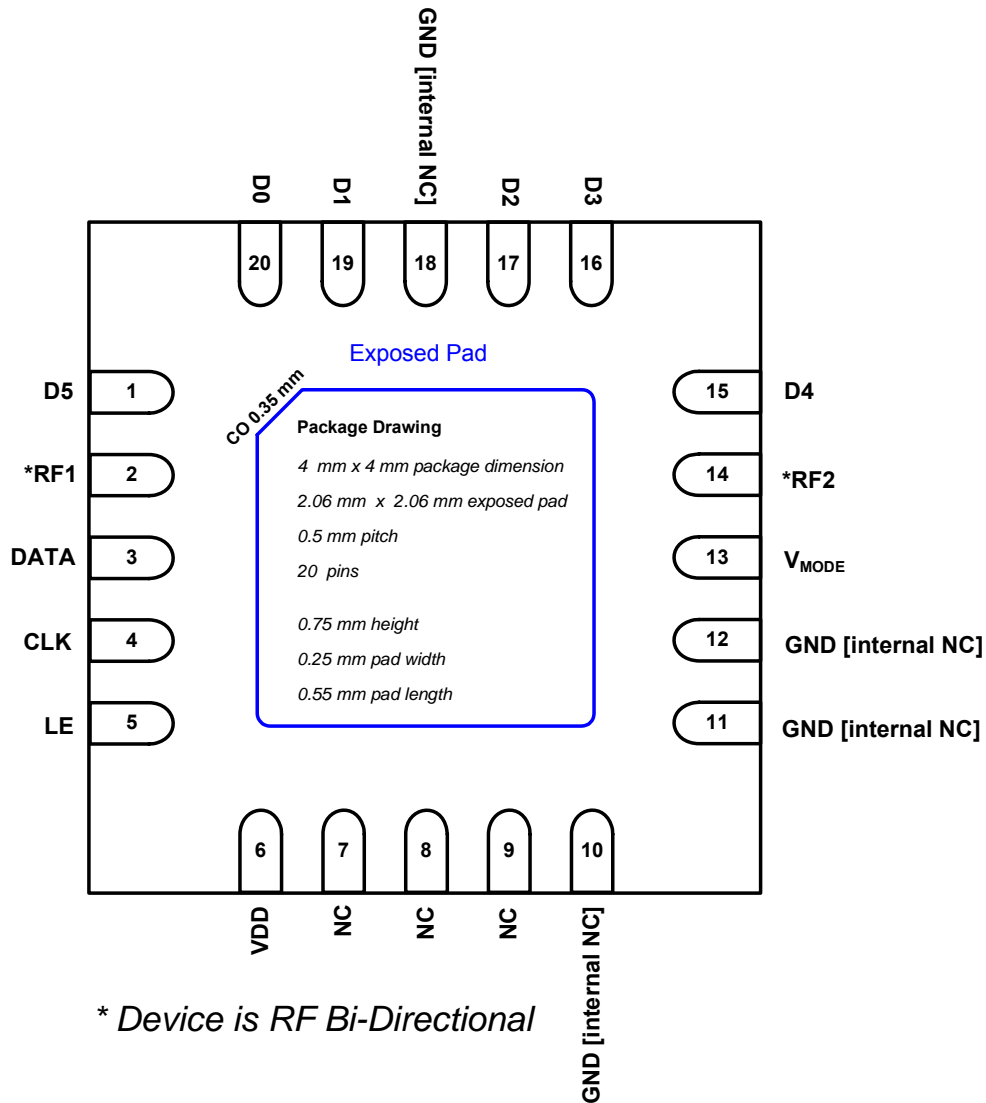 GND [internal NC]
D0
D1
D2
D3
20
19
18
17
16
Exposed Pad
CO 0.35 mm
D5
1
*RF1
2
DATA
3
CLK
4
LE
5
Package Drawing
4 mm x 4 mm package dimension
2.06 mm x 2.06 mm exposed pad
0.5 mm pitch
20 pins
0.75 mm height
0.25 mm pad width
0.55 mm pad length
15
D4
14
*RF2
13
VMODE
12
GND [internal NC]
11
GND [internal NC]
6
7
8
9
10
VDD
NC
NC
NC
GND [internal NC]
* Device is RF Bi-Directional